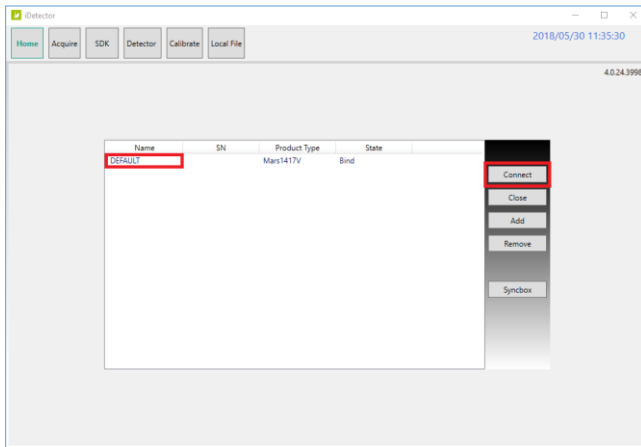 iDetector
Home Acquire SDK Detector Calibrate Local File
2018/05/30 11:35:30
4.0.24.3998
Name SN Product Type State
DEFAULT Mars1417V Bind
Connect
Close
Add
Remove
Syncbox